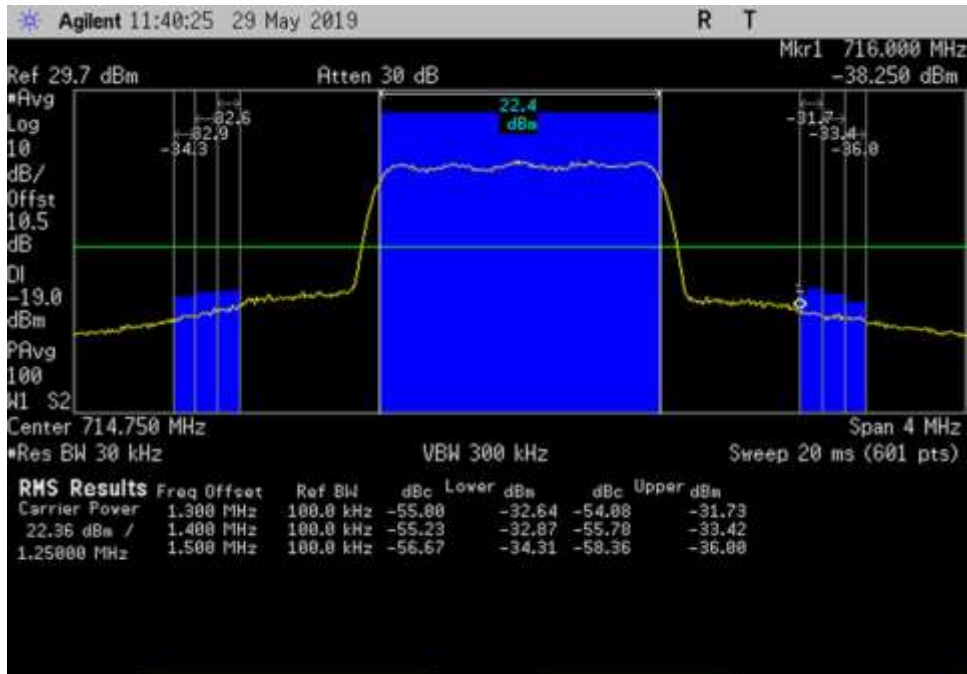 Agilent 11:40:25 29 May 2019 R T
Mkr1 716.000 MHz
Ref 29.7 dBm Atten 30 dB -38.250 dBm
#Avg
Log
10
dB/
Offst
10.5
dB
DI
-19.0
dBm
PAvg
100
W1 S2
22.4
dBm
-32.6
-32.9
-34.3
-31.7
-33.4
-36.0
Center 714.750 MHz Span 4 MHz
#Res BW 30 kHz VBW 300 kHz Sweep 20 ms (601 pts)
RMS Results Freq Offset Ref BW dBc Lower dBm dBc Upper dBm
Carrier Power 1.300 MHz 100.0 kHz -55.00 -32.64 -54.08 -31.73
22.36 dBm / 1.400 MHz 100.0 kHz -55.23 -32.87 -55.78 -33.42
1.25000 MHz 1.500 MHz 100.0 kHz -56.67 -34.31 -58.36 -36.00